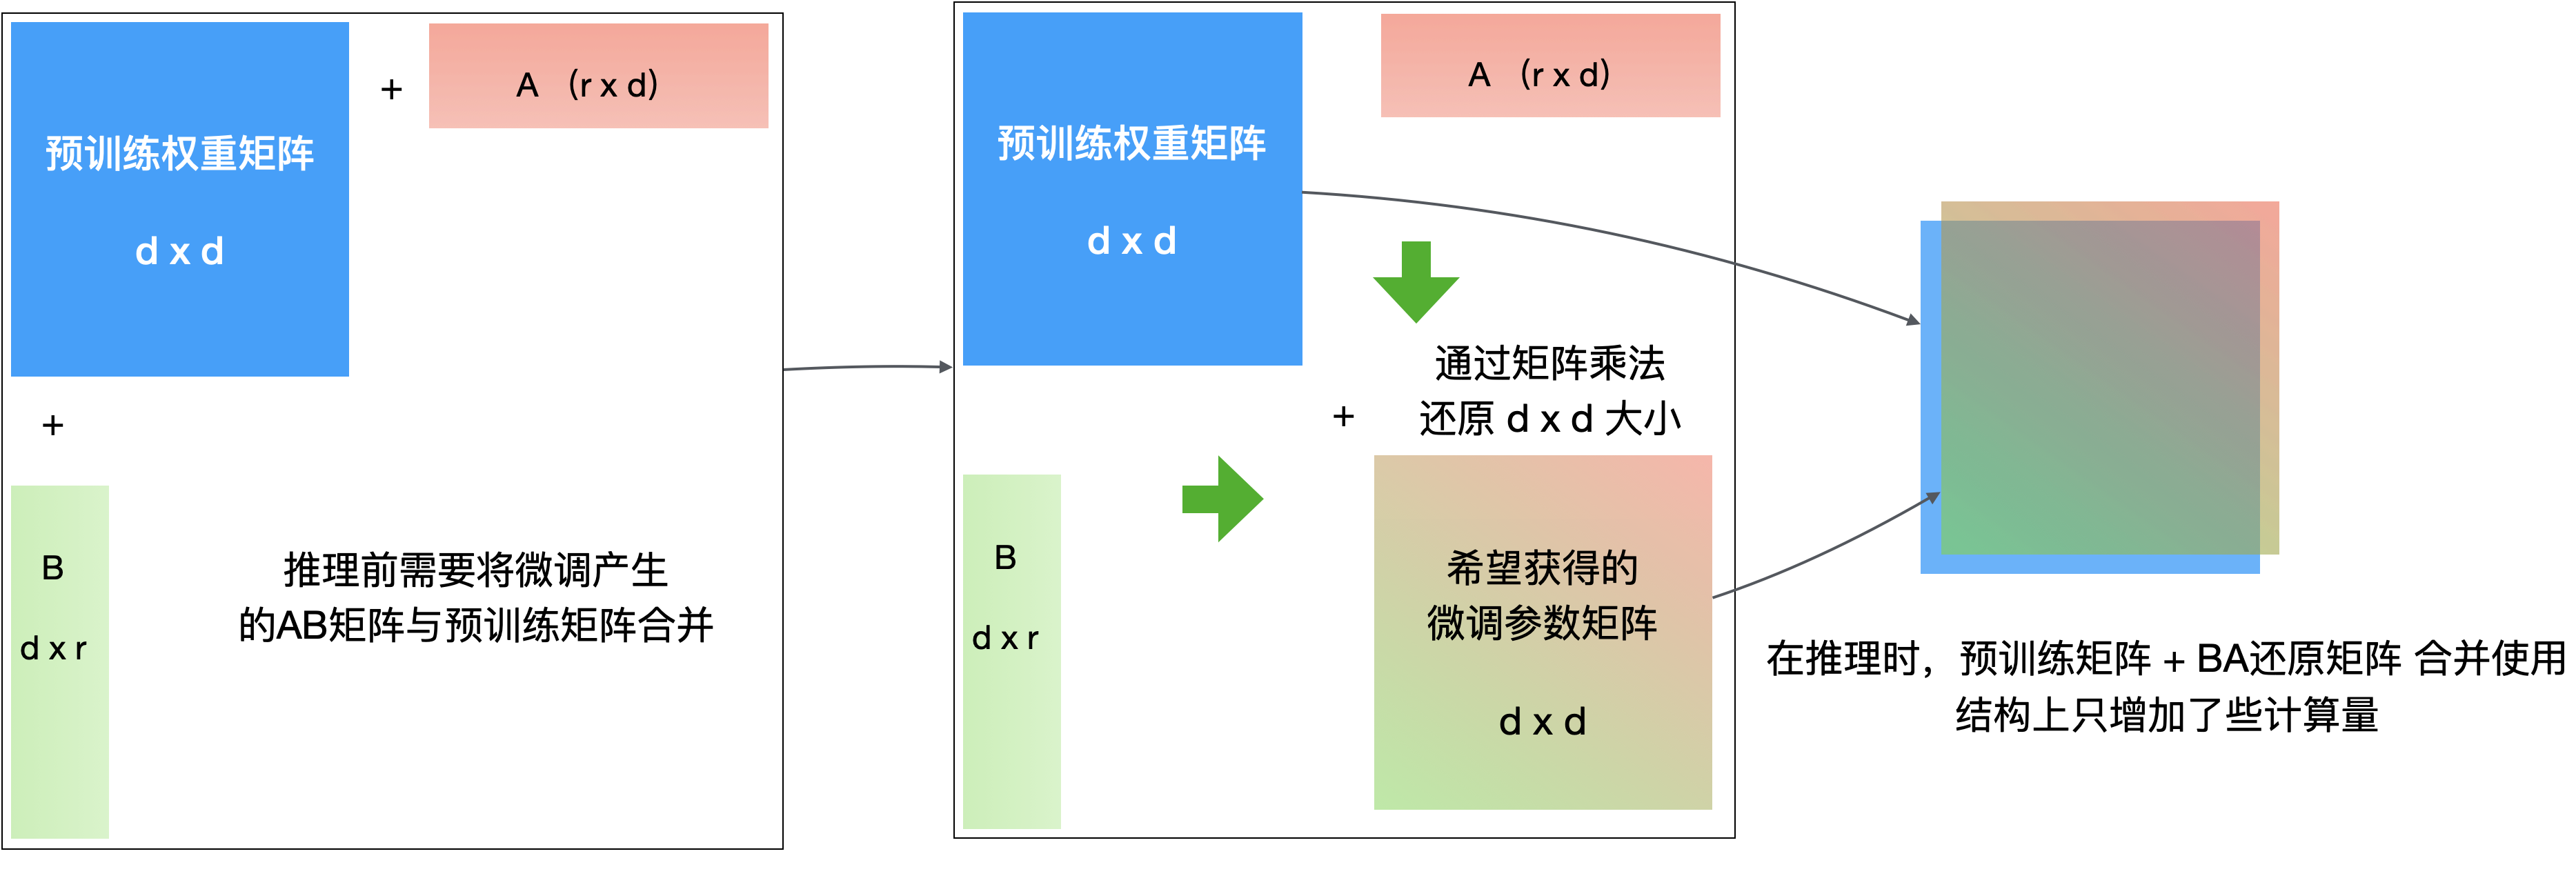 预训练权重矩阵
d x d
+
A （r x d）
+
B
d x r
推理前需要将微调产生
的AB矩阵与预训练矩阵合并
预训练权重矩阵
d x d
A （r x d）
通过矩阵乘法
还原 d x d 大小
+
B
d x r
希望获得的
微调参数矩阵
d x d
在推理时，预训练矩阵 + BA还原矩阵 合并使用
结构上只增加了些计算量